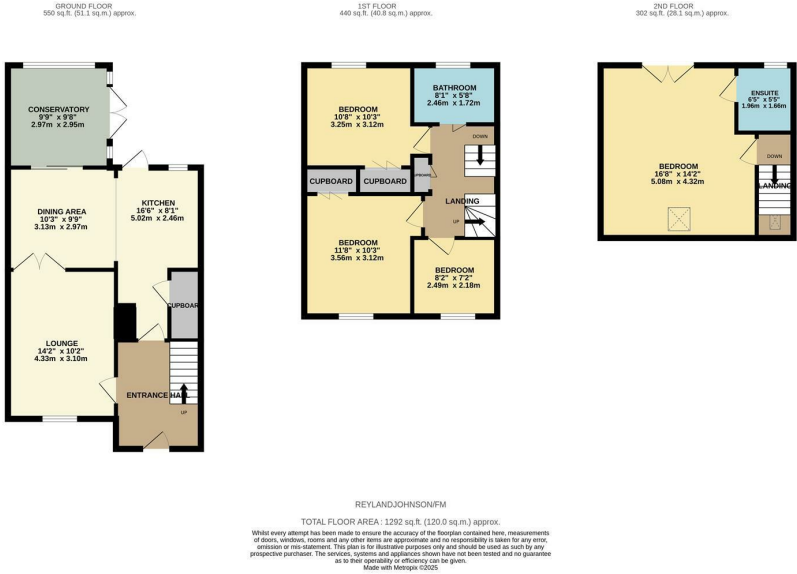 GROUND FLOOR
550 sq.ft. (51.1 sq.m.) approx.
1ST FLOOR
440 sq.ft. (40.8 sq.m.) approx.
2ND FLOOR
302 sq.ft. (28.1 sq.m.) approx.
CONSERVATORY
9'9" x 9'8"
2.97m x 2.95m
DINING AREA
10'3" x 9'9"
3.13m x 2.97m
KITCHEN
16'6" x 8'1"
5.02m x 2.46m
CUPBOARD
LOUNGE
14'2" x 10'2"
4.33m x 3.10m
ENTRANCE HALL
UP
BEDROOM
10'8" x 10'3"
3.25m x 3.12m
BATHROOM
8'1" x 5'8"
2.46m x 1.72m
DOWN
CUPBOARD
CUPBOARD
CUPBOARD
LANDING
UP
BEDROOM
11'8" x 10'3"
3.56m x 3.12m
BEDROOM
8'2" x 7'2"
2.49m x 2.18m
BEDROOM
16'8" x 14'2"
5.08m x 4.32m
ENSUITE
6'5" x 5'5"
1.96m x 1.66m
DOWN
LANDING
REYLANDJOHNSON/FM
TOTAL FLOOR AREA : 1292 sq.ft. (120.0 sq.m.) approx.
Whilst every attempt has been made to ensure the accuracy of the floorplan contained here, measurements
of doors, windows, rooms and any other items are approximate and no responsibility is taken for any error,
omission or mis-statement. This plan is for illustrative purposes only and should be used as such by any
prospective purchaser. The services, systems and appliances shown have not been tested and no guarantee
as to their operability or efficiency can be given.
Made with Metropix ©2025